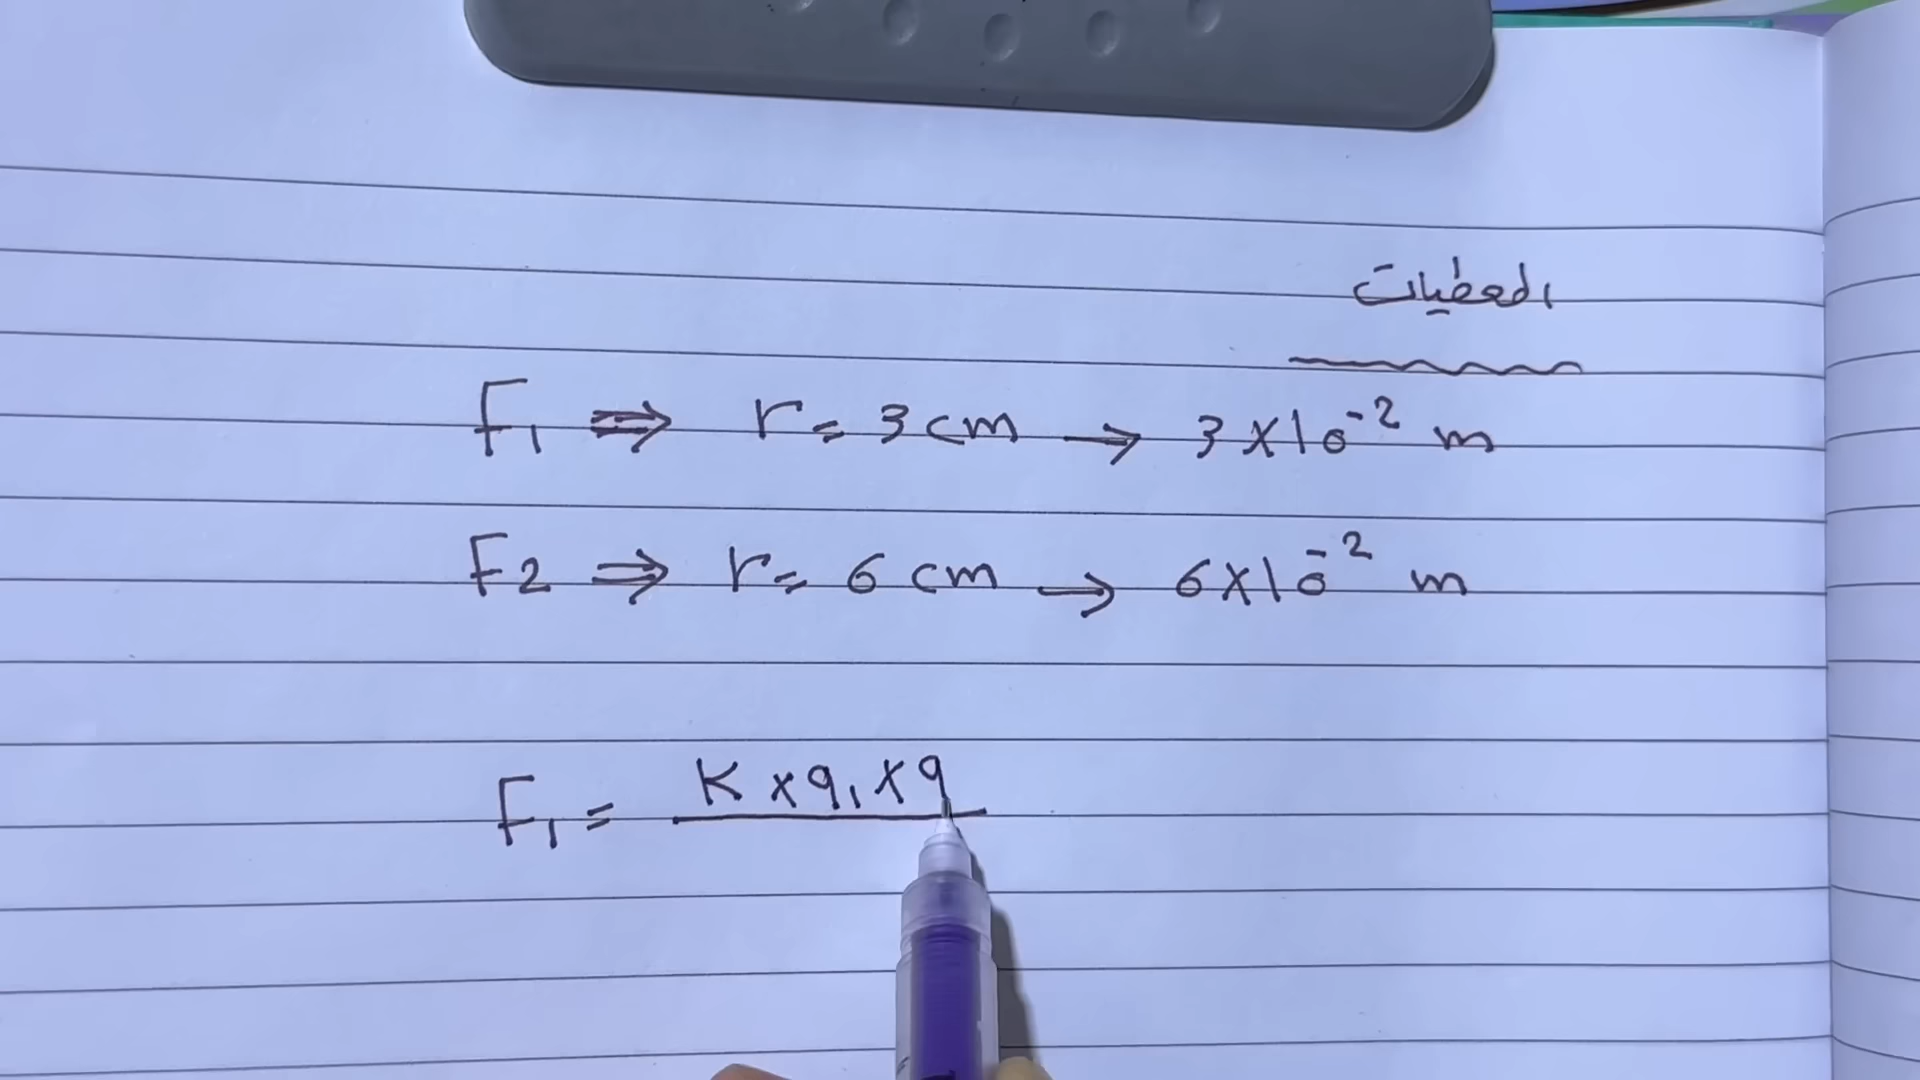 المعطيات
F₁ ⇒ r = 3 cm → 3 × 10⁻² m
F2 ⇒ r = 6 cm → 6 × 10⁻² m
F₁ = K × q₁ × q